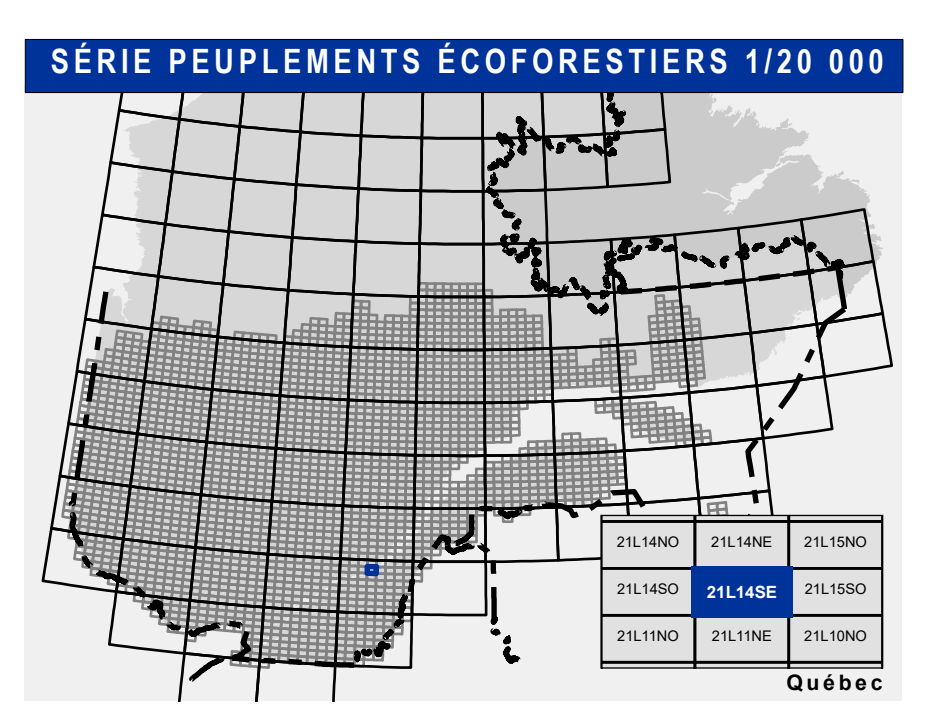 SÉRIE PEUPLEMENTS ÉCOFORESTIERS 1/20 000
21L14NO 21L14NE 21L15NO
21L14SO 21L14SE 21L15SO
21L11NO 21L11NE 21L10NO
Québec